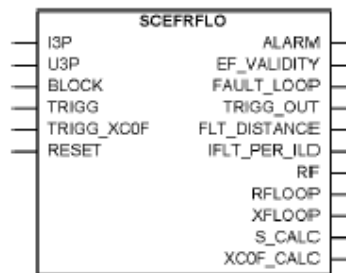 SCEFRFLO
I3P ALARM
U3P EF_VALIDITY
BLOCK FAULT_LOOP
TRIGG TRIGG_OUT
TRIGG_XC0F FLT_DISTANCE
RESET IFLT_PER_ILD
RF
RFLOOP
XFLOOP
S_CALC
XC0F_CALC